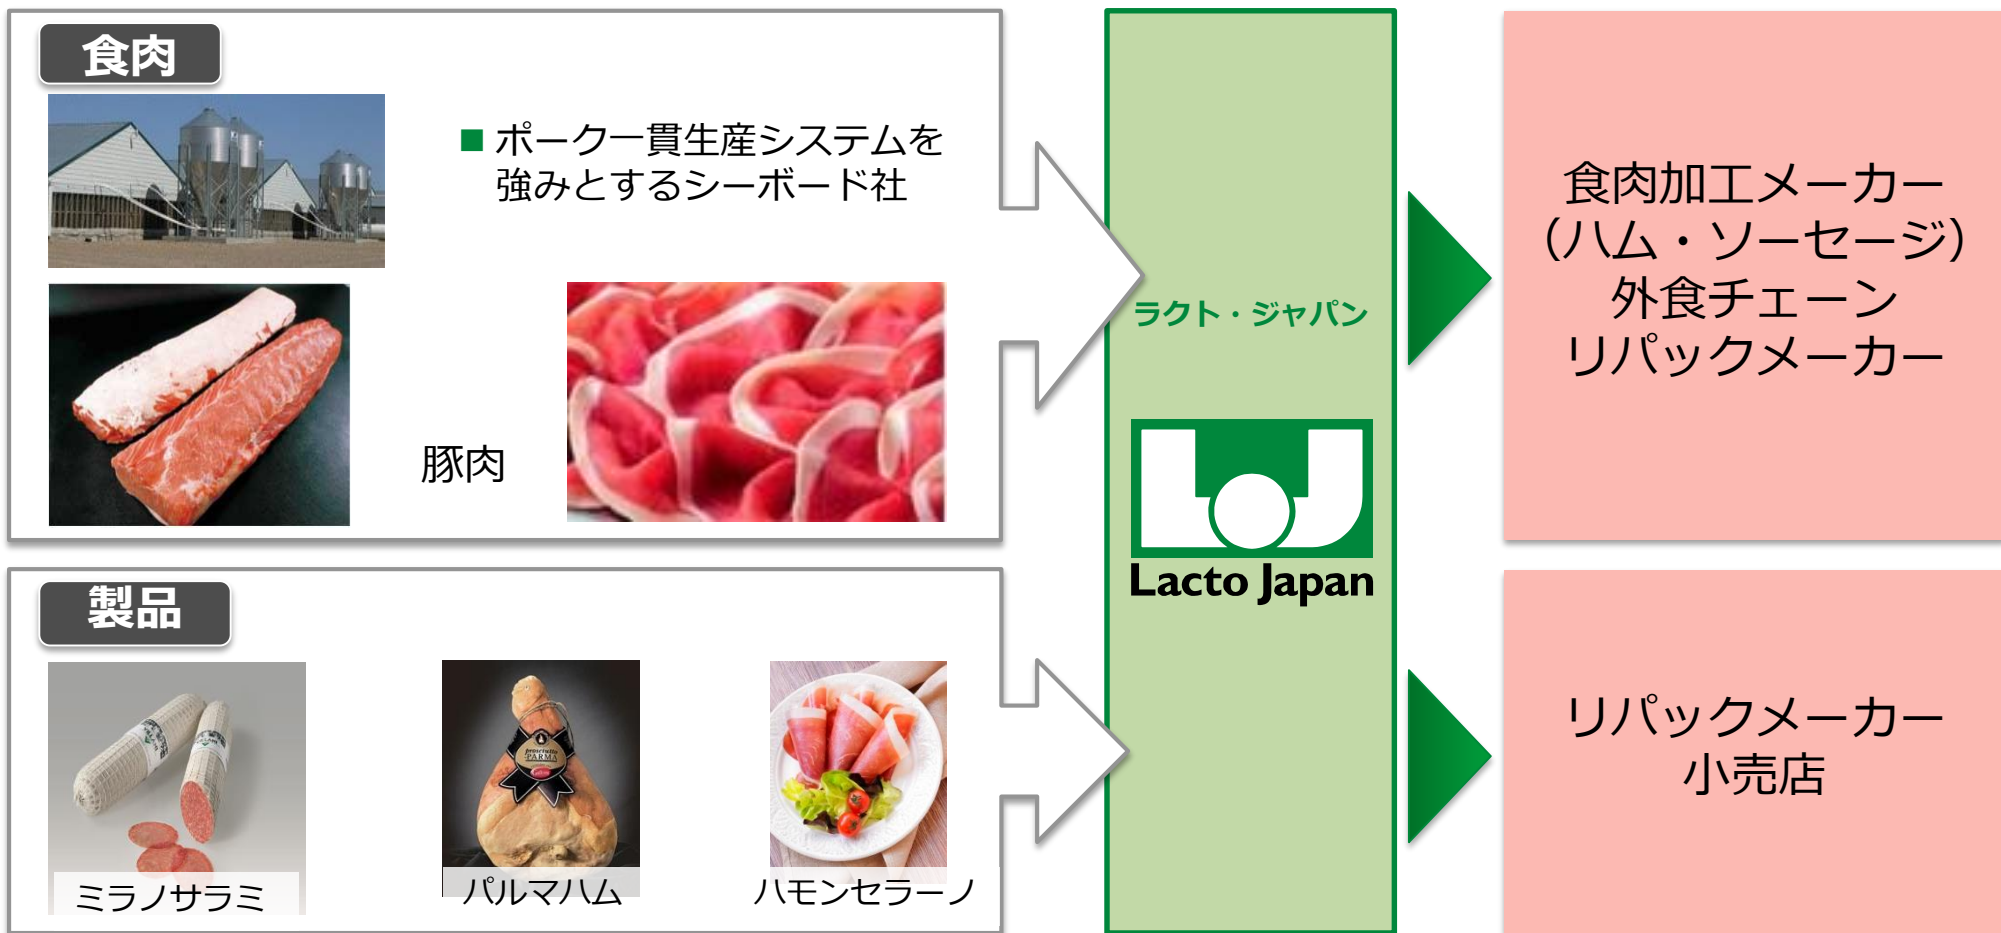 食肉
■ ポーク一貫生産システムを
強みとするシーボード社
豚肉
製品
PARMA
ミラノサラミ
パルマハム
ハモンセラーノ
ラクト・ジャパン
Lacto Japan
食肉加工メーカー
（ハム・ソーセージ）
外食チェーン
リパックメーカー
リパックメーカー
小売店